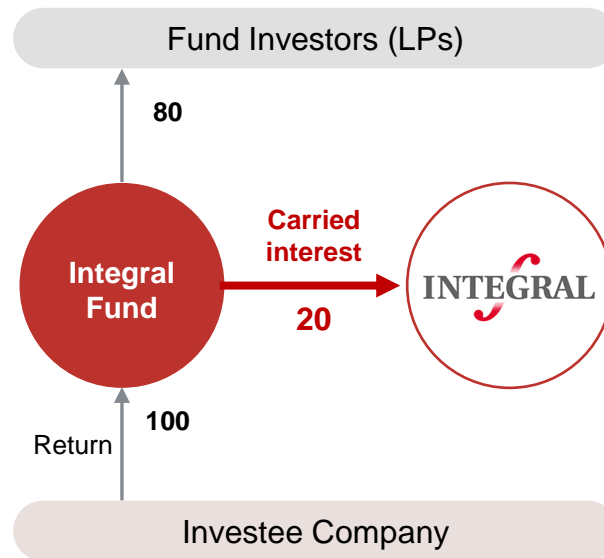 Fund Investors (LPs)
80
Carried
interest
Integral
Fund
INTEGRAL
20
100
Return
Investee Company